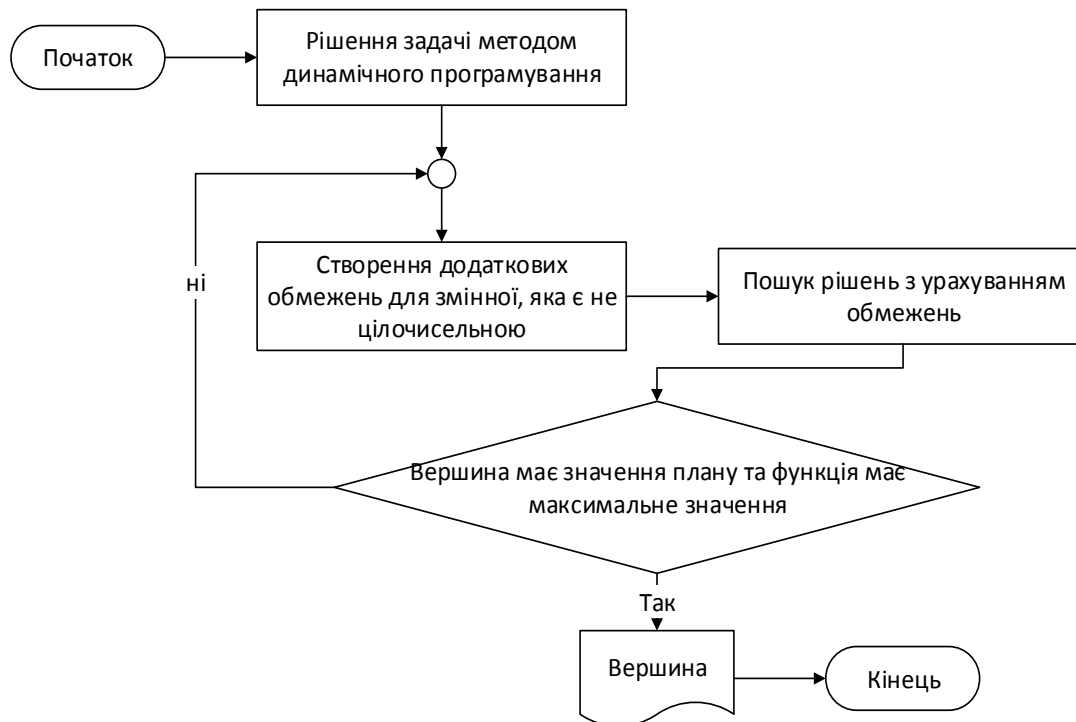 Початок
Рішення задачі методом
динамічного програмування
Створення додаткових
обмежень для змінної, яка є не
цілочисельною
Пошук рішень з урахуванням
обмежень
ні
Вершина має значення плану та функція має
максимальне значення
Так
Вершина
Кінець